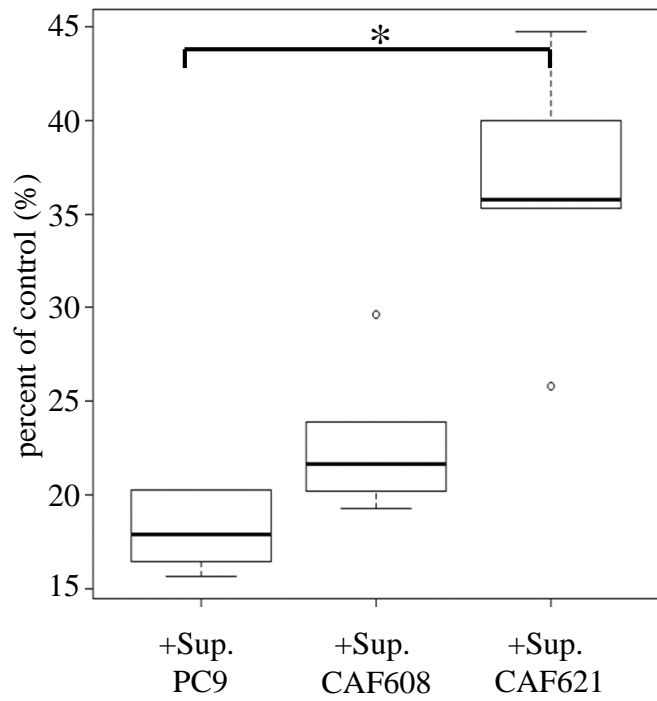 *
45
40
35
30
25
20
15
percent of control (%)
+Sup. +Sup. +Sup.
PC9 CAF608 CAF621